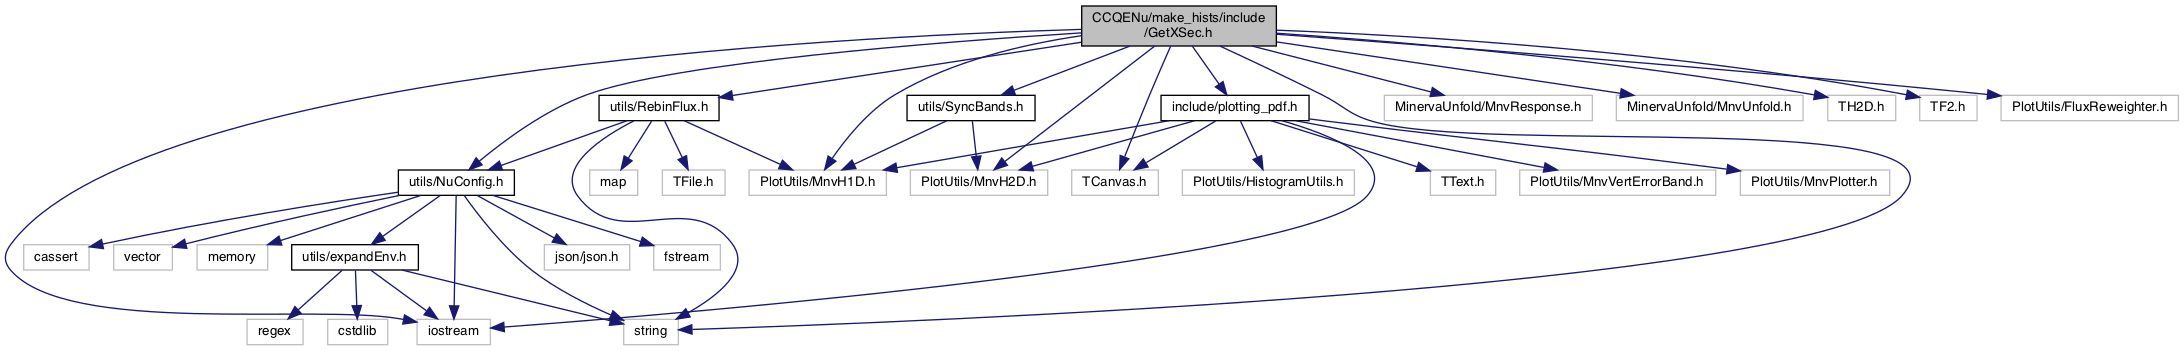 CCQENu/make_hists/include
/GetXSec.h
utils/RebinFlux.h
utils/SyncBands.h
include/plotting_pdf.h
MinervaUnfold/MnvResponse.h
MinervaUnfold/MnvUnfold.h
TH2D.h
TF2.h
PlotUtils/FluxReweighter.h
utils/NuConfig.h
map
TFile.h
PlotUtils/MnvH1D.h
PlotUtils/MnvH2D.h
TCanvas.h
PlotUtils/HistogramUtils.h
TText.h
PlotUtils/MnvVertErrorBand.h
PlotUtils/MnvPlotter.h
cassert
vector
memory
utils/expandEnv.h
json/json.h
fstream
regex
cstdlib
iostream
string